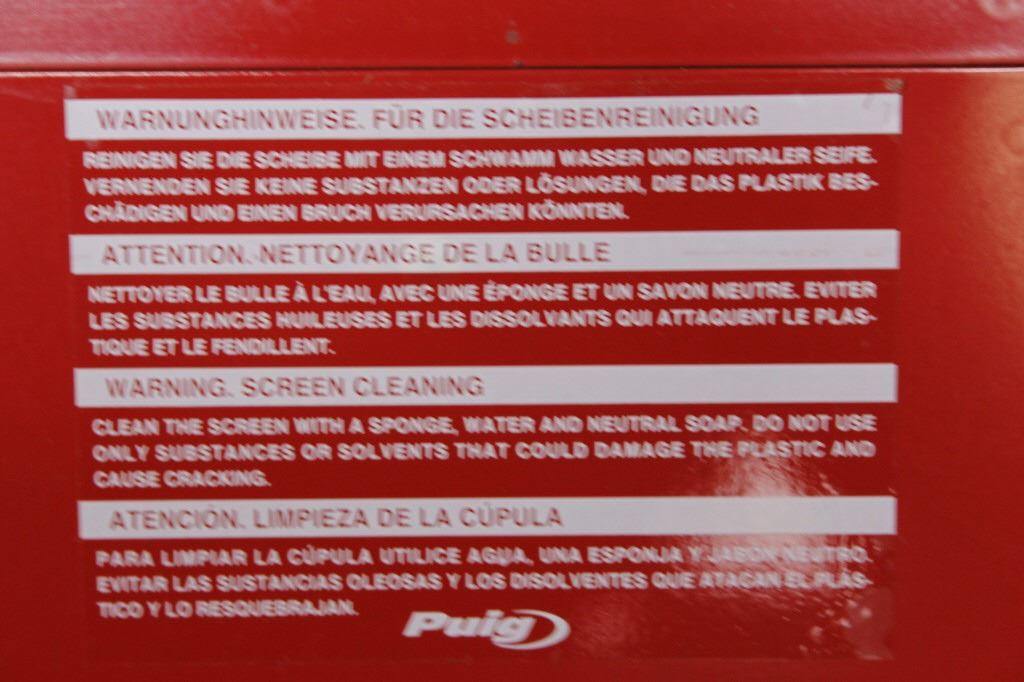 WARNUNGHINWEISE. FÜR DIE SCHEIBENREINIGUNG
REINIGEN SIE DIE SCHEIBE MIT EINEM SCHWAMM WASSER UND NEUTRALER SEIFE.
VERNENDEN SIE KEINE SUBSTANZEN ODER LÖSUNGEN, DIE DAS PLASTIK BES-
CHÄDIGEN UND EINEN BRUCH VERURSACHEN KÖNNTEN.
ATTENTION.-NETTOYANGE DE LA BULLE
NETTOYER LE BULLE À L'EAU, AVEC UNE ÉPONGE ET UN SAVON NEUTRE. EVITER
LES SUBSTANCES HUILEUSES ET LES DISSOLVANTS QUI ATTAQUENT LE PLAS-
TIQUE ET LE FENDILLENT.
WARNING. SCREEN CLEANING
CLEAN THE SCREEN WITH A SPONGE, WATER AND NEUTRAL SOAP. DO NOT USE
ONLY SUBSTANCES OR SOLVENTS THAT COULD DAMAGE THE PLASTIC AND
CAUSE CRACKING.
ATENCIÓN. LIMPIEZA DE LA CÚPULA
PARA LIMPIAR LA CÚPULA UTILICE AGUA, UNA ESPONJA Y JABÓN NEUTRO.
EVITAR LAS SUSTANCIAS OLEOSAS Y LOS DISOLVENTES QUE ATACAN EL PLÁS-
TICO Y LO RESQUEBRAJAN.
Puig